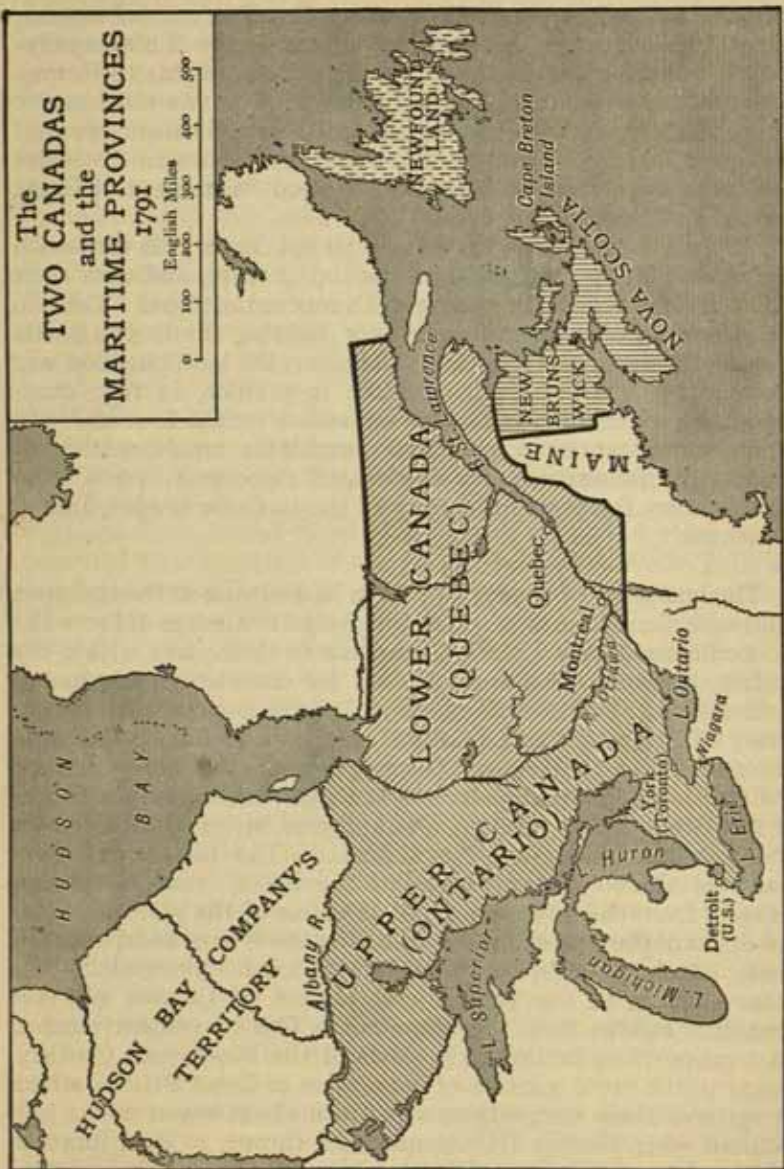 The
TWO CANADAS
and the
MARITIME PROVINCES
1791
English Miles
0 100 200 300 400 500
HUDSON
BAY
HUDSON BAY COMPANY'S
TERRITORY
Albany R.
UPPER CANADA
(ONTARIO)
LOWER CANADA
(QUEBEC)
R. St. Lawrence
Quebec
Montreal
R. Ottawa
NEWFOUND
LAND
Cape Breton
Island
NOVA SCOTIA
NEW
BRUNS
WICK
MAINE
L. Superior
L. Michigan
L. Huron
York
(Toronto)
L. Ontario
Niagara
L. Erie
Detroit
(U.S.)